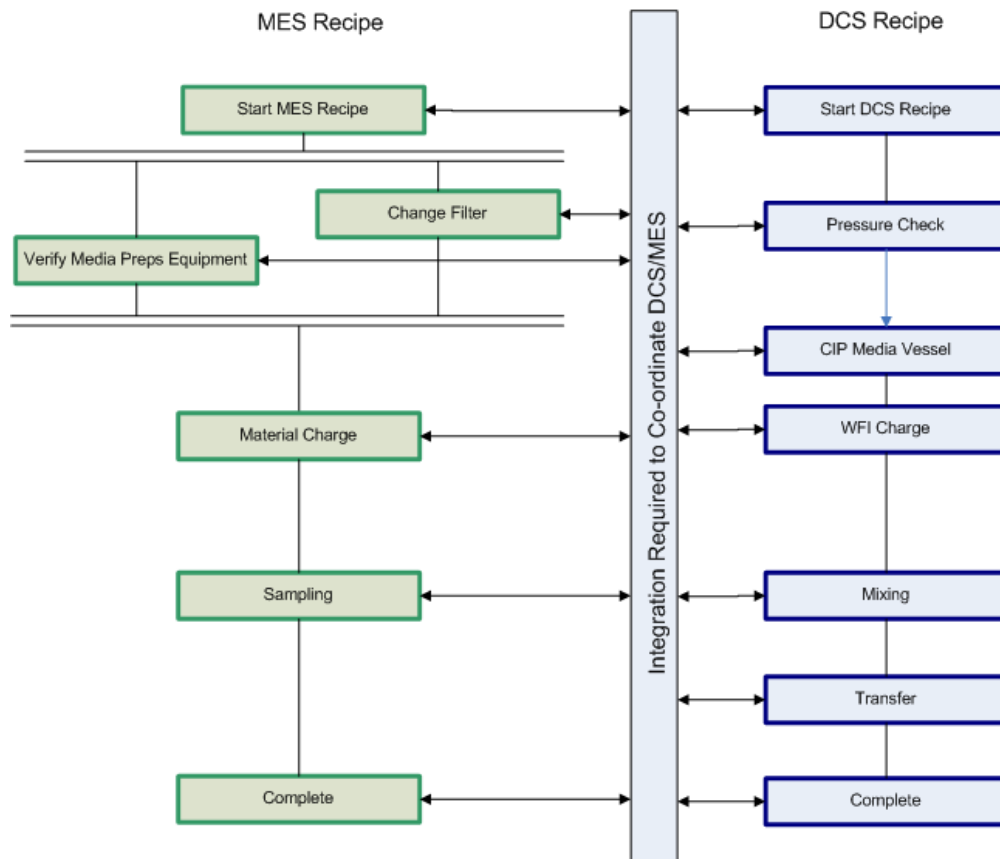 MES Recipe
DCS Recipe
Start MES Recipe
Start DCS Recipe
Change Filter
Pressure Check
Verify Media Preps Equipment
Integration Required to Co-ordinate DCS/MES
CIP Media Vessel
Material Charge
WFI Charge
Sampling
Mixing
Transfer
Complete
Complete